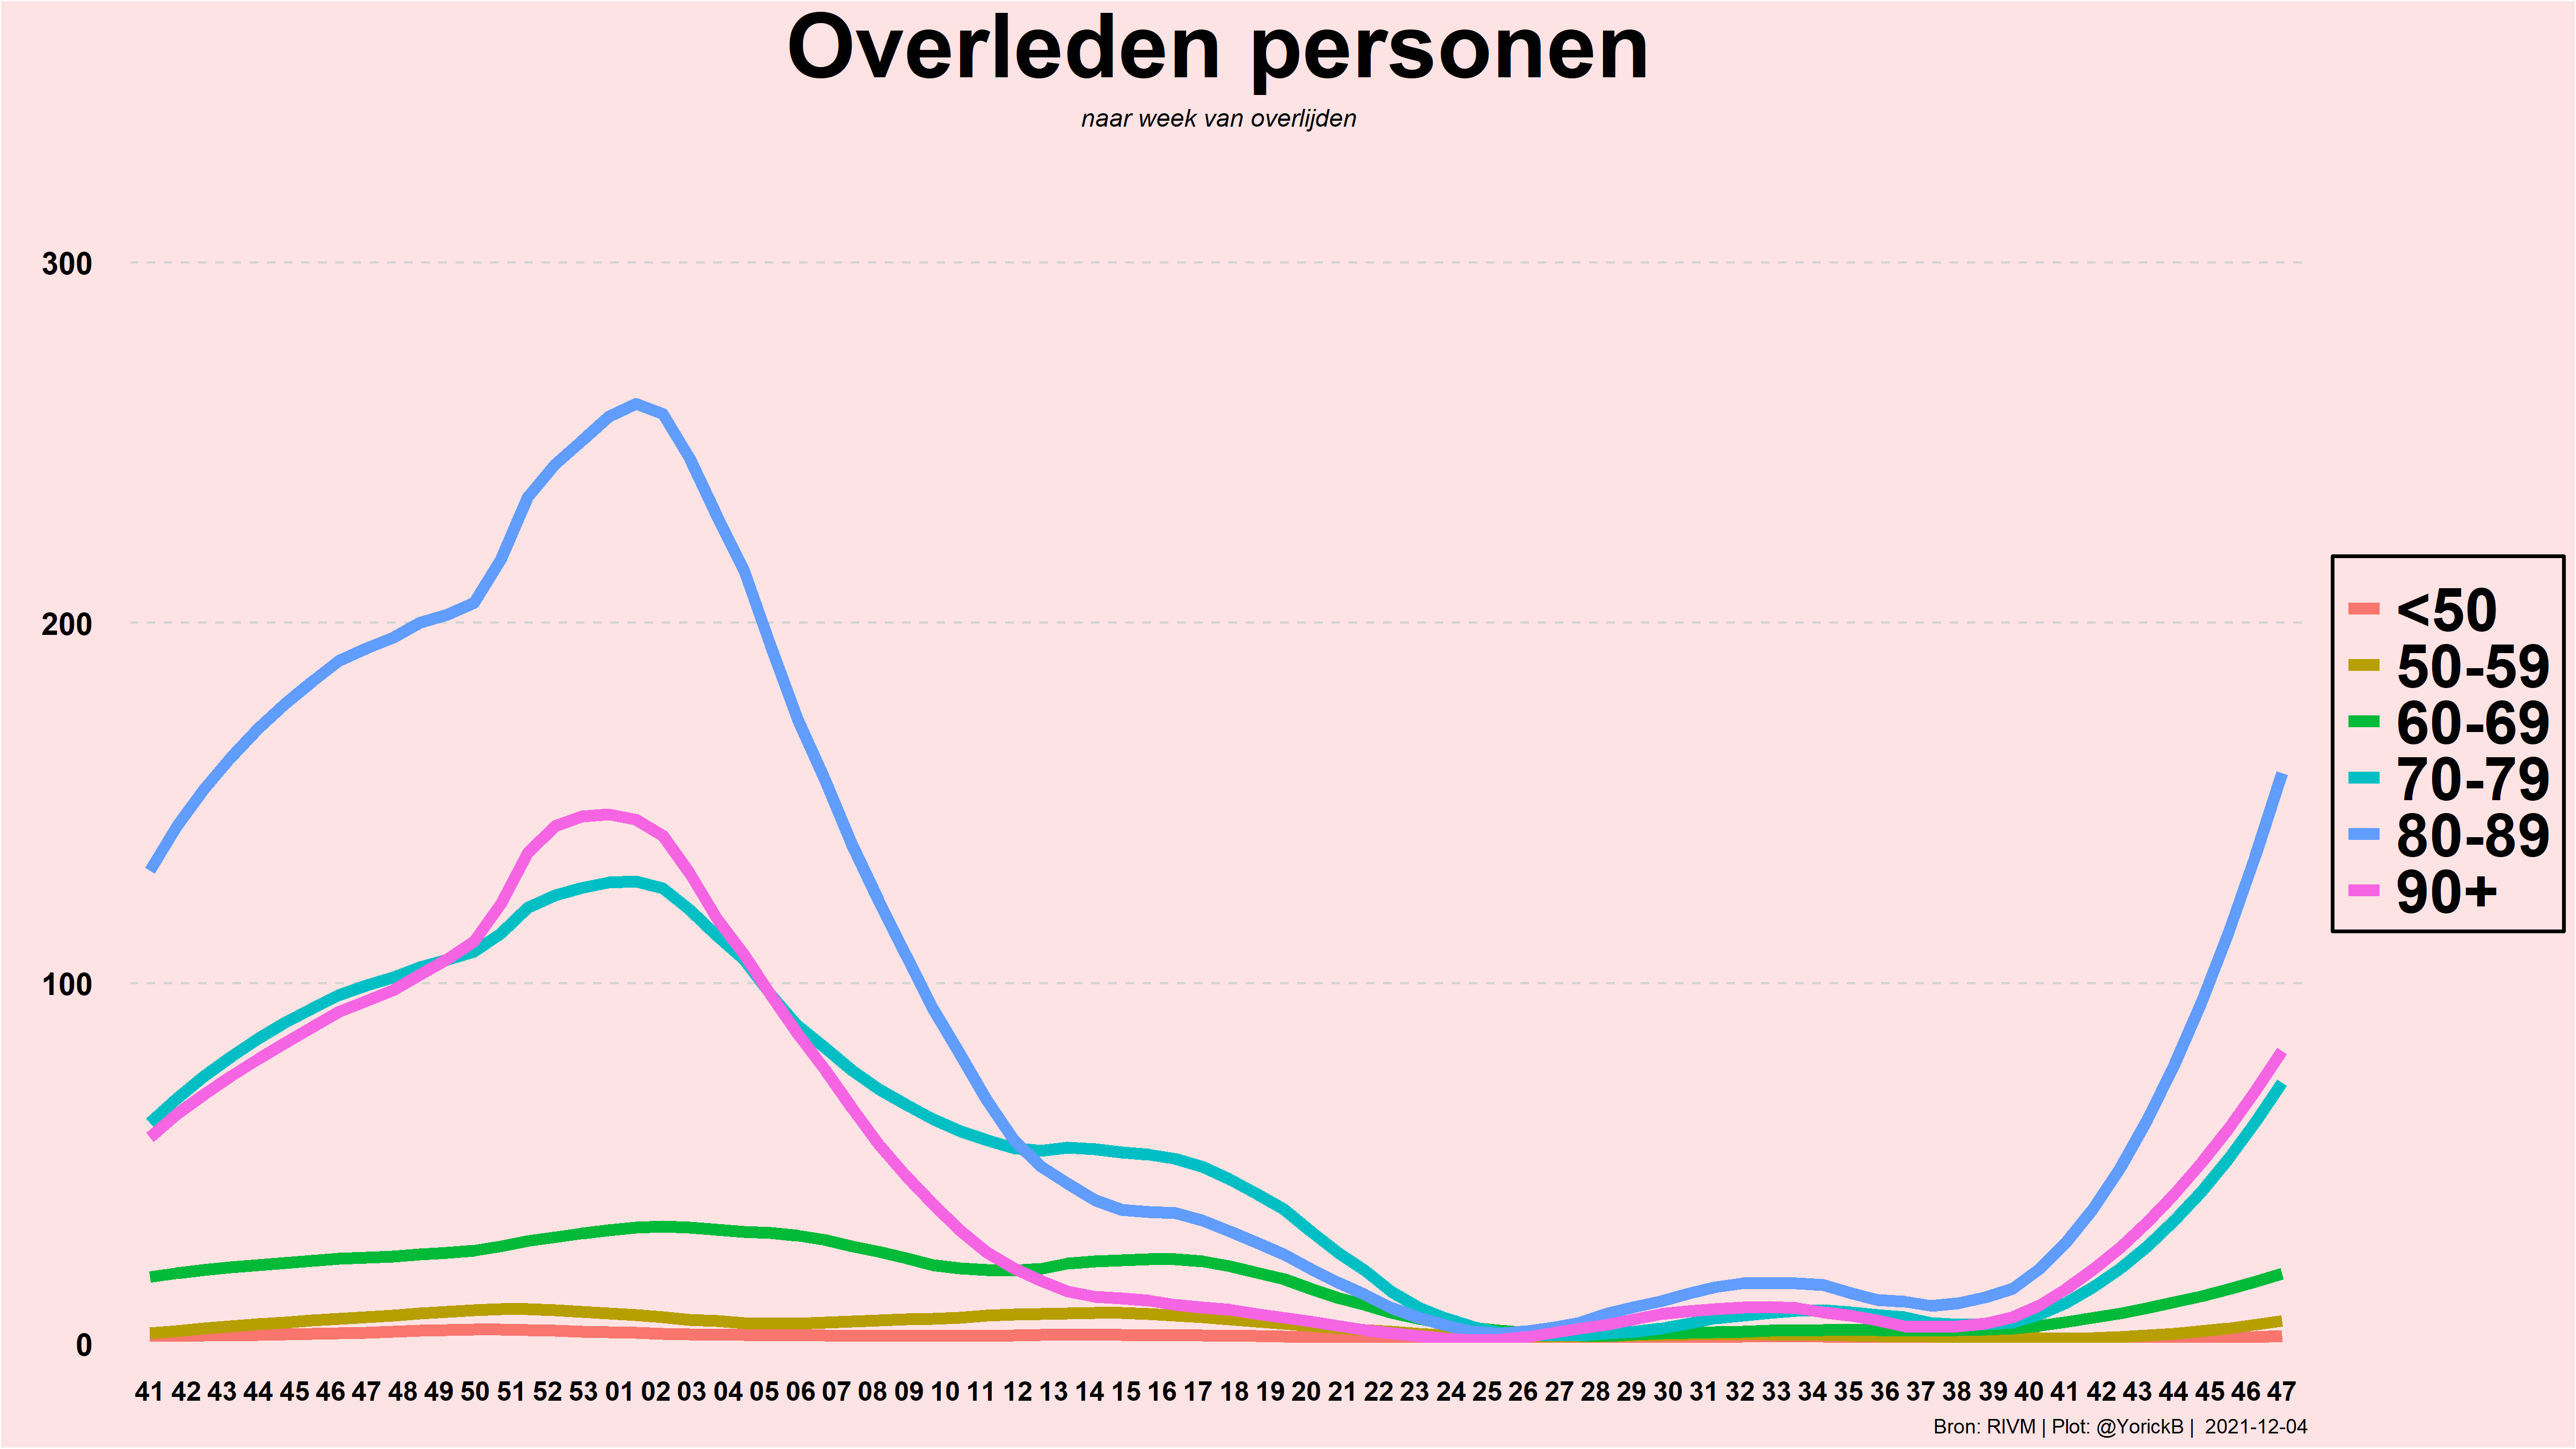 Overleden personen
naar week van overlijden
300
200
100
0
<50
50-59
60-69
70-79
80-89
90+
41 42 43 44 45 46 47 48 49 50 51 52 53 01 02 03 04 05 06 07 08 09 10 11 12 13 14 15 16 17 18 19 20 21 22 23 24 25 26 27 28 29 30 31 32 33 34 35 36 37 38 39 40 41 42 43 44 45 46 47
Bron: RIVM | Plot: @YorickB | 2021-12-04